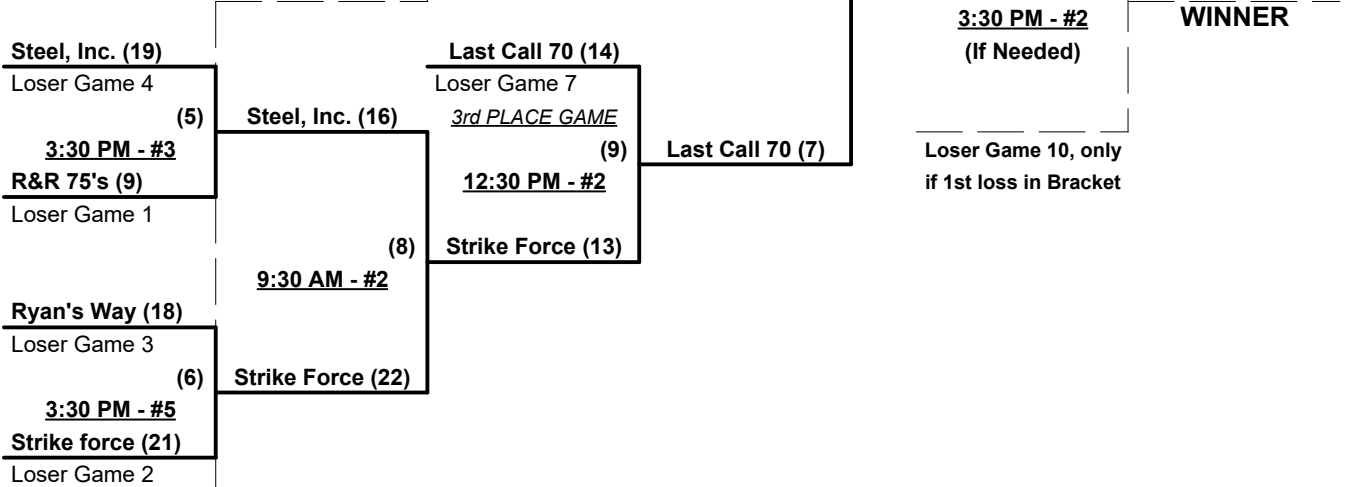 3:30 PM - #2
WINNER
(If Needed)
Steel, Inc. (19)
Last Call 70 (14)
Loser Game 4
Loser Game 7
(5)
Steel, Inc. (16)
3rd PLACE GAME
3:30 PM - #3
(9)
Last Call 70 (7)
Loser Game 10, only
if 1st loss in Bracket
R&R 75's (9)
12:30 PM - #2
Loser Game 1
(8)
Strike Force (13)
9:30 AM - #2
Ryan's Way (18)
Loser Game 3
(6)
Strike Force (22)
3:30 PM - #5
Strike force (21)
Loser Game 2